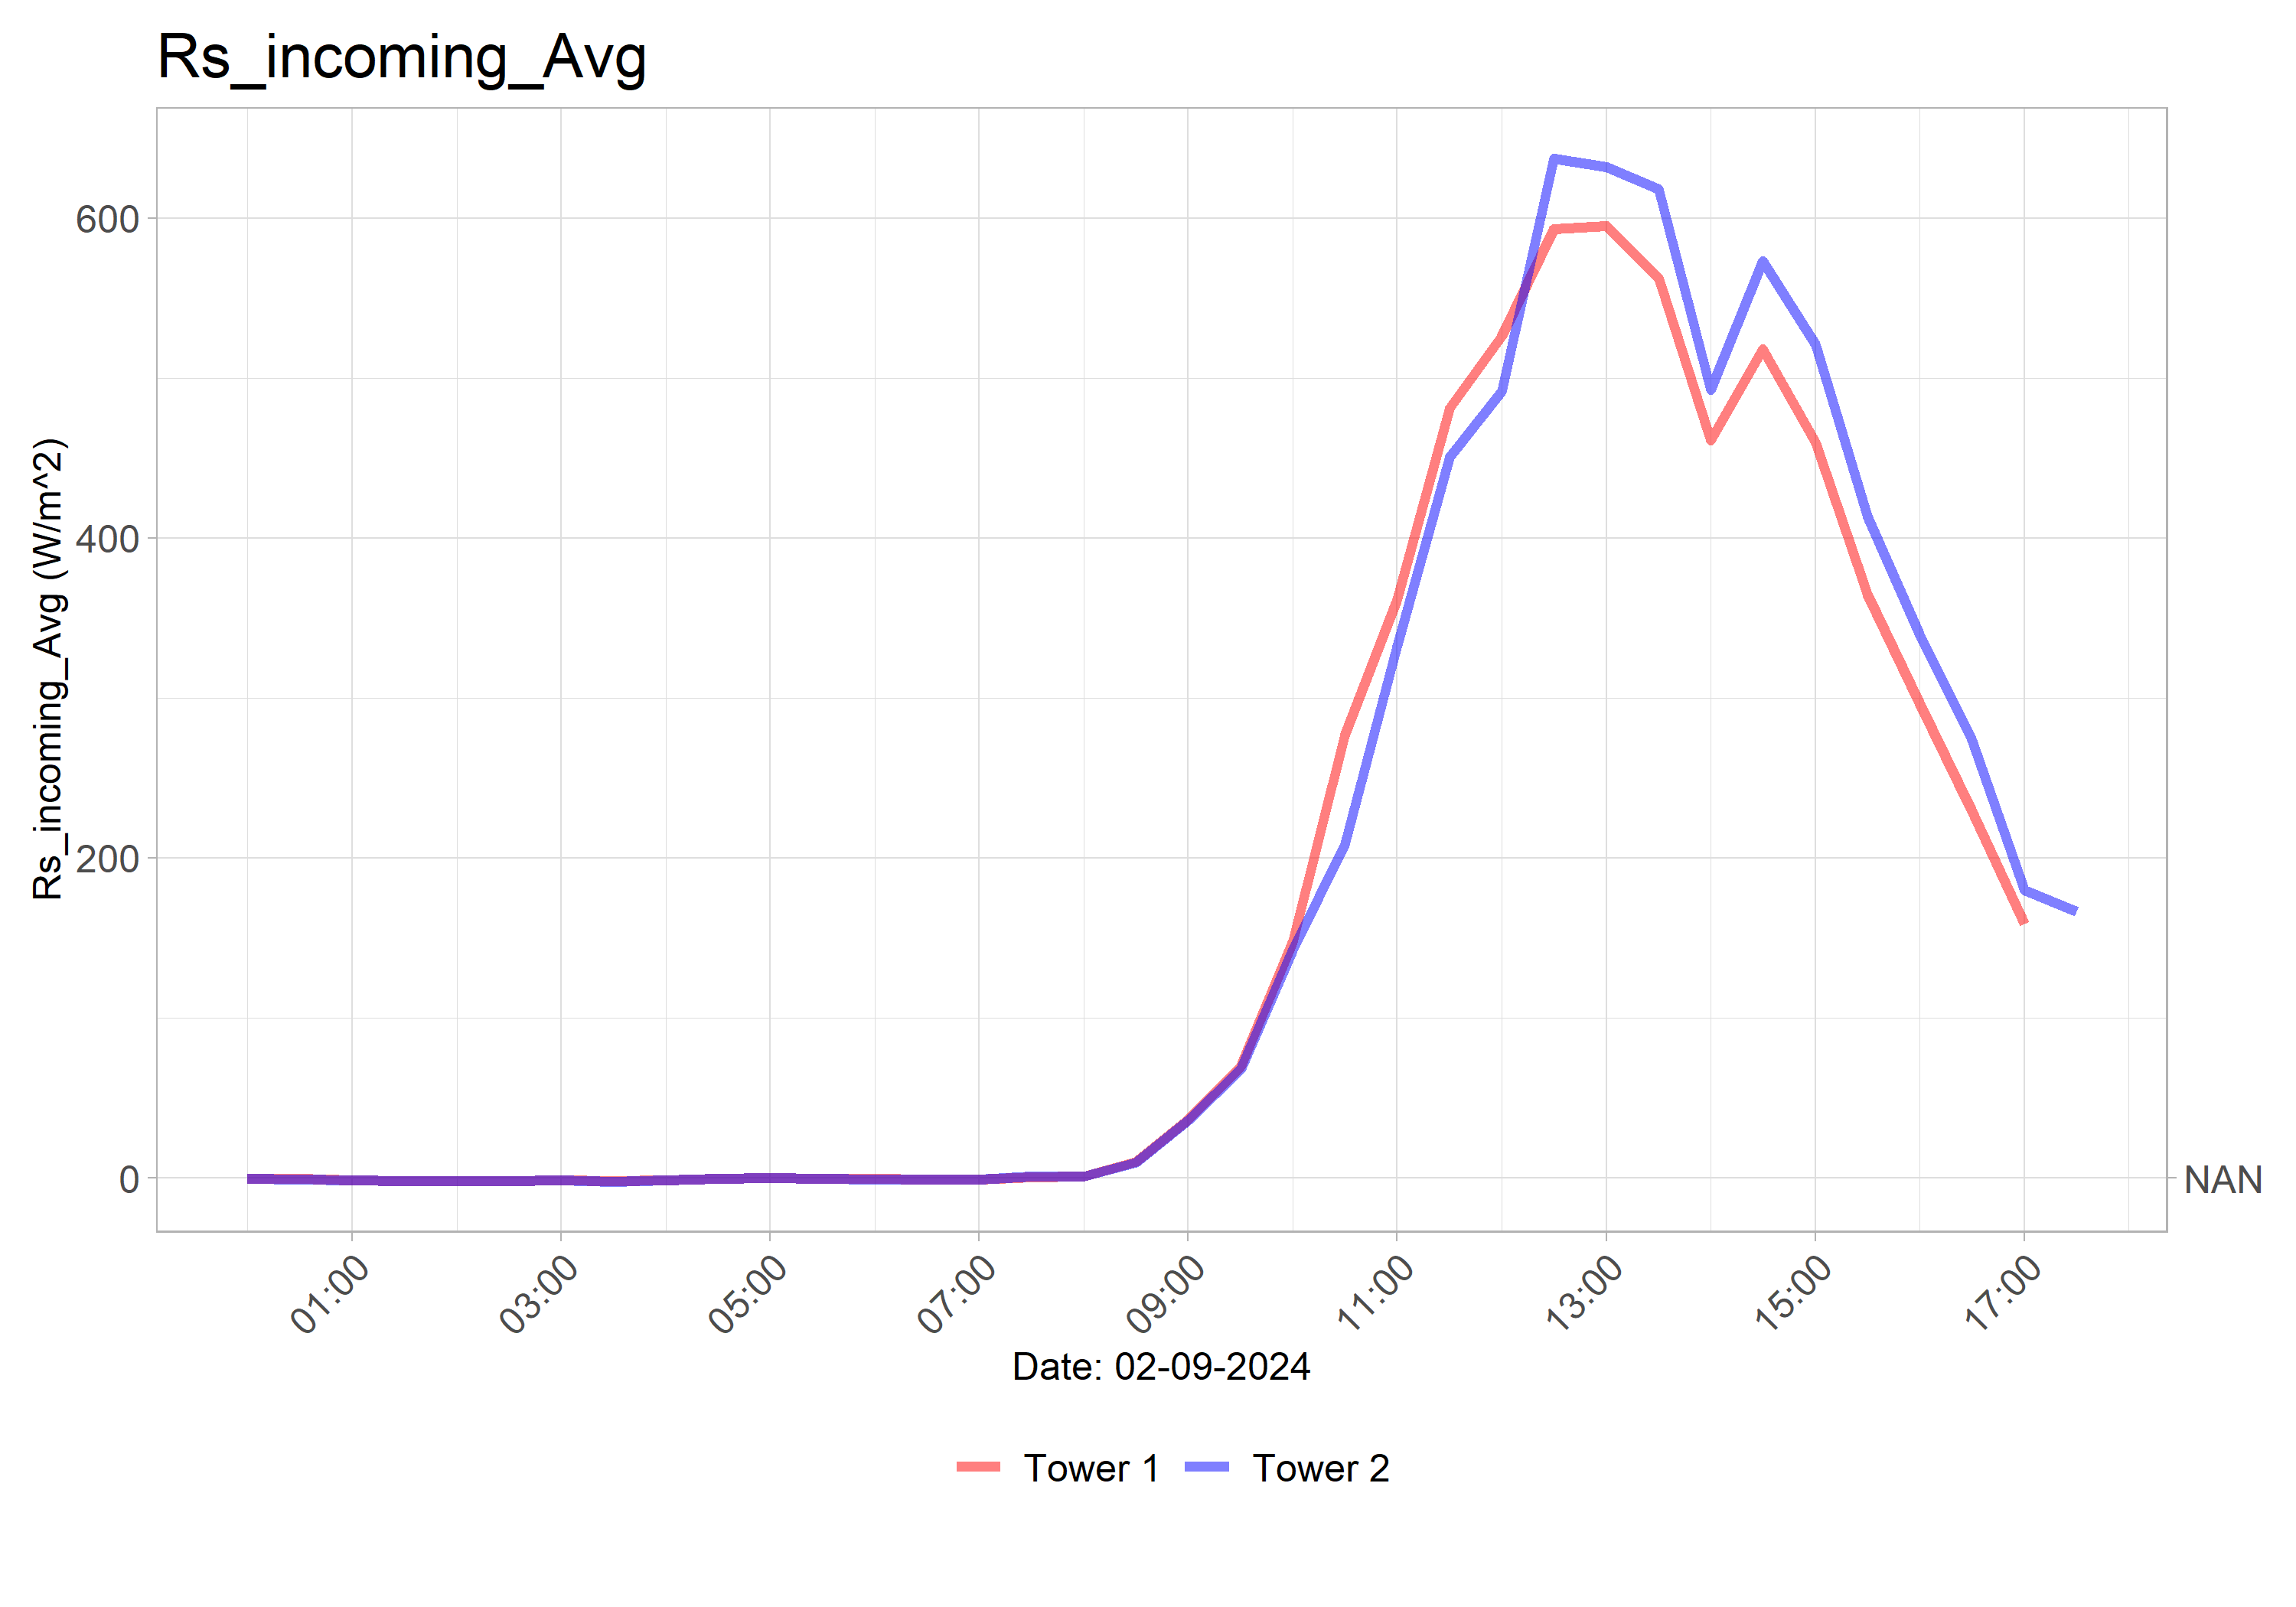 Rs_incoming_Avg
Rs_incoming_Avg (W/m^2)
600
400
200
0
NAN
01:00
03:00
05:00
07:00
09:00
11:00
13:00
15:00
17:00
Date: 02-09-2024
Tower 1
Tower 2